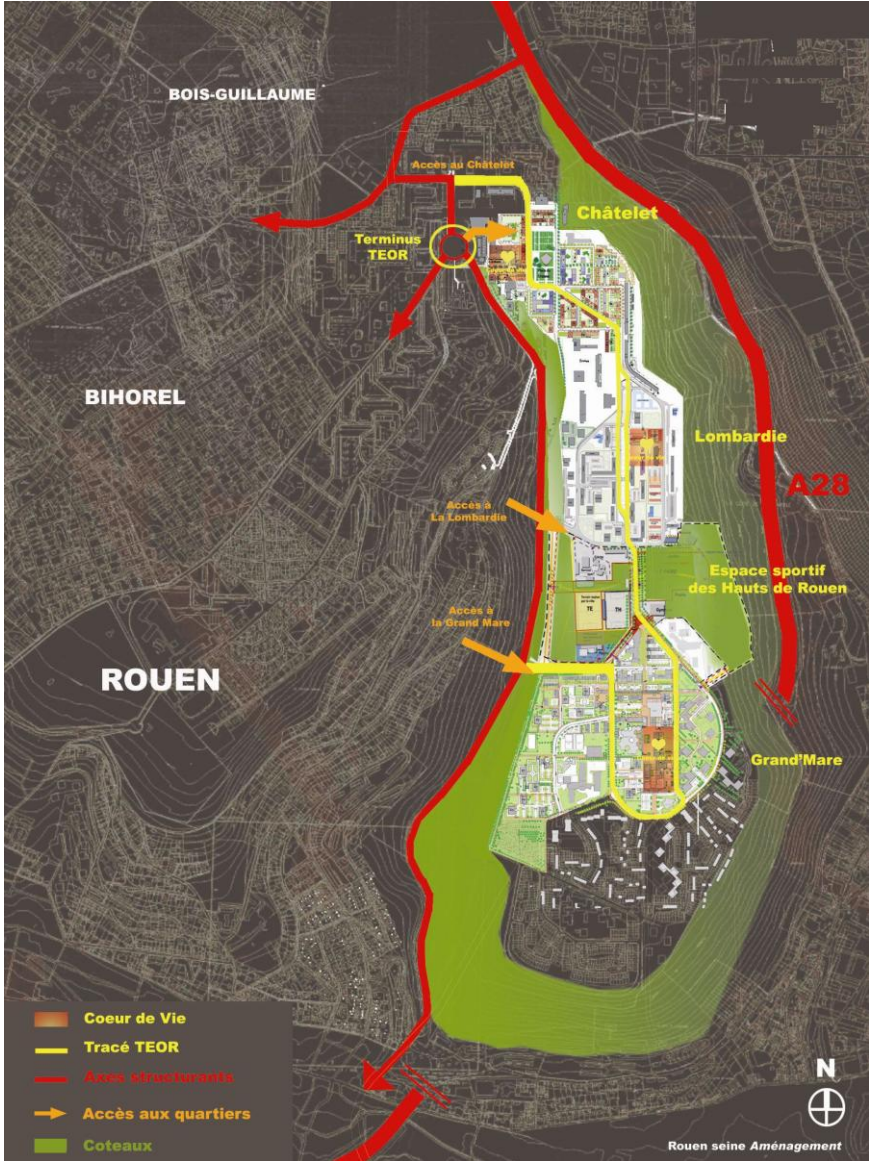 BOIS-GUILLAUME
Accès au Châtelet
Châtelet
Terminus
TEOR
BIHOREL
Lombardie
A28
Accès à
La Lombardie
Espace sportif
des Hauts de Rouen
TE
TH
Accès à
la Grand Mare
ROUEN
Grand'Mare
Coeur de Vie
Tracé TEOR
Axes structurants
Accès aux quartiers
Coteaux
N
Rouen seine Aménagement